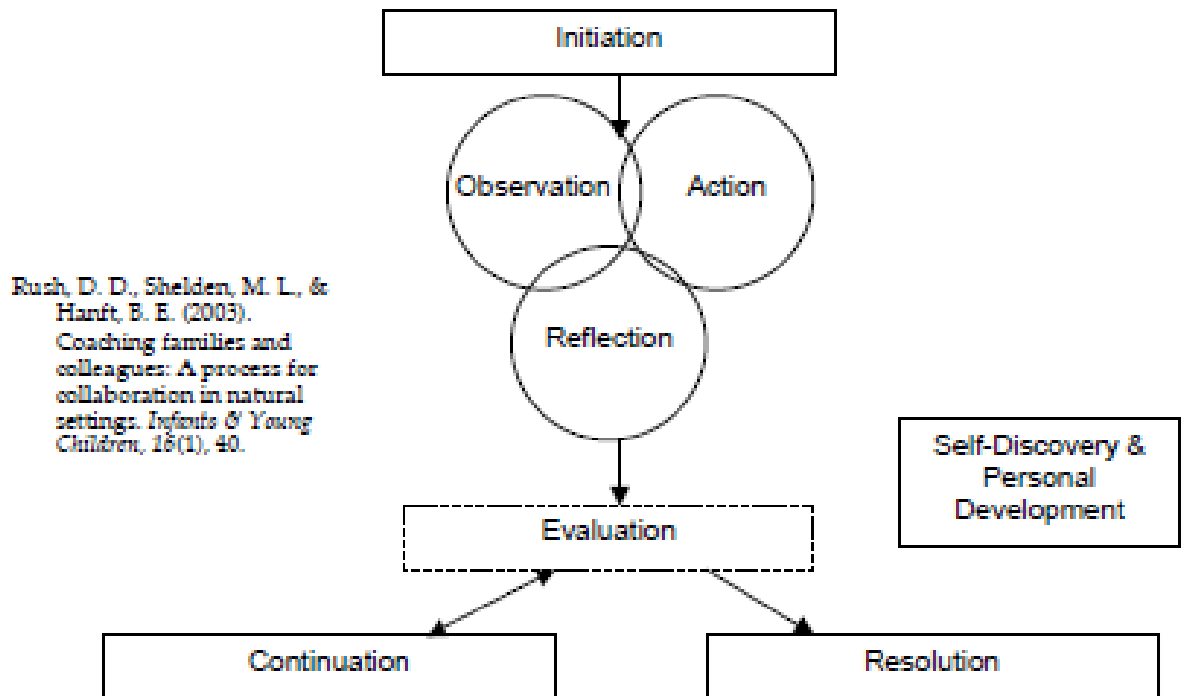 Initiation
Observation
Action
Reflection
Rush, D. D., Shelden, M. L., &
Hanft, B. E. (2003).
Coaching families and
colleagues: A process for
collaboration in natural
settings. Infants & Young
Children, 16(1), 40.
Self-Discovery &
Personal
Development
Evaluation
Continuation
Resolution